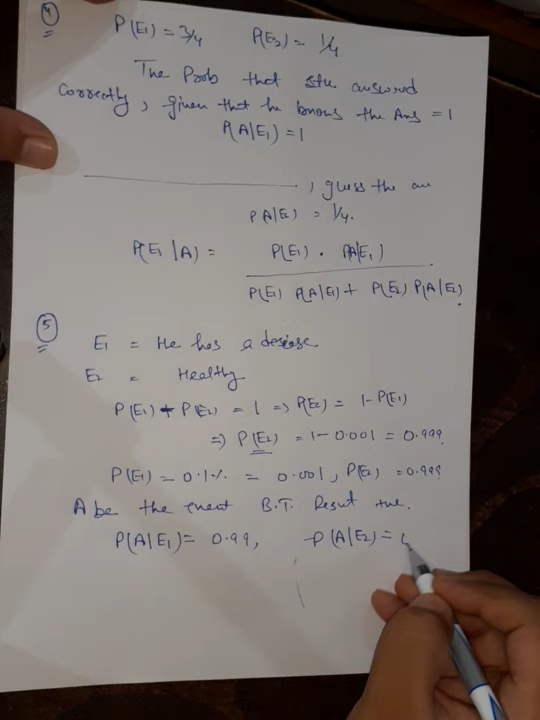 4) P(E1) = 3/4 P(E2) = 1/4
The Prob that stu answord
Correctly, given that he knows the Ans = 1
P(A|E1) = 1
, guess the an
P A|E2) = 1/4.
P(E1|A) = P(E1) . P(A|E1)
P(E1) P(A|E1) + P(E2) P(A|E2).
5) E1 = He has a desiese
E2 = Healthy
P(E1) + P(E2) = 1 => P(E2) = 1 - P(E1)
=> P(E2) = 1 - 0.001 = 0.999.
P(E1) = 0.1% = 0.001, P(E2) = 0.999
A be the event B.T. Result +ve.
P(A|E1) = 0.99, P(A|E2) =